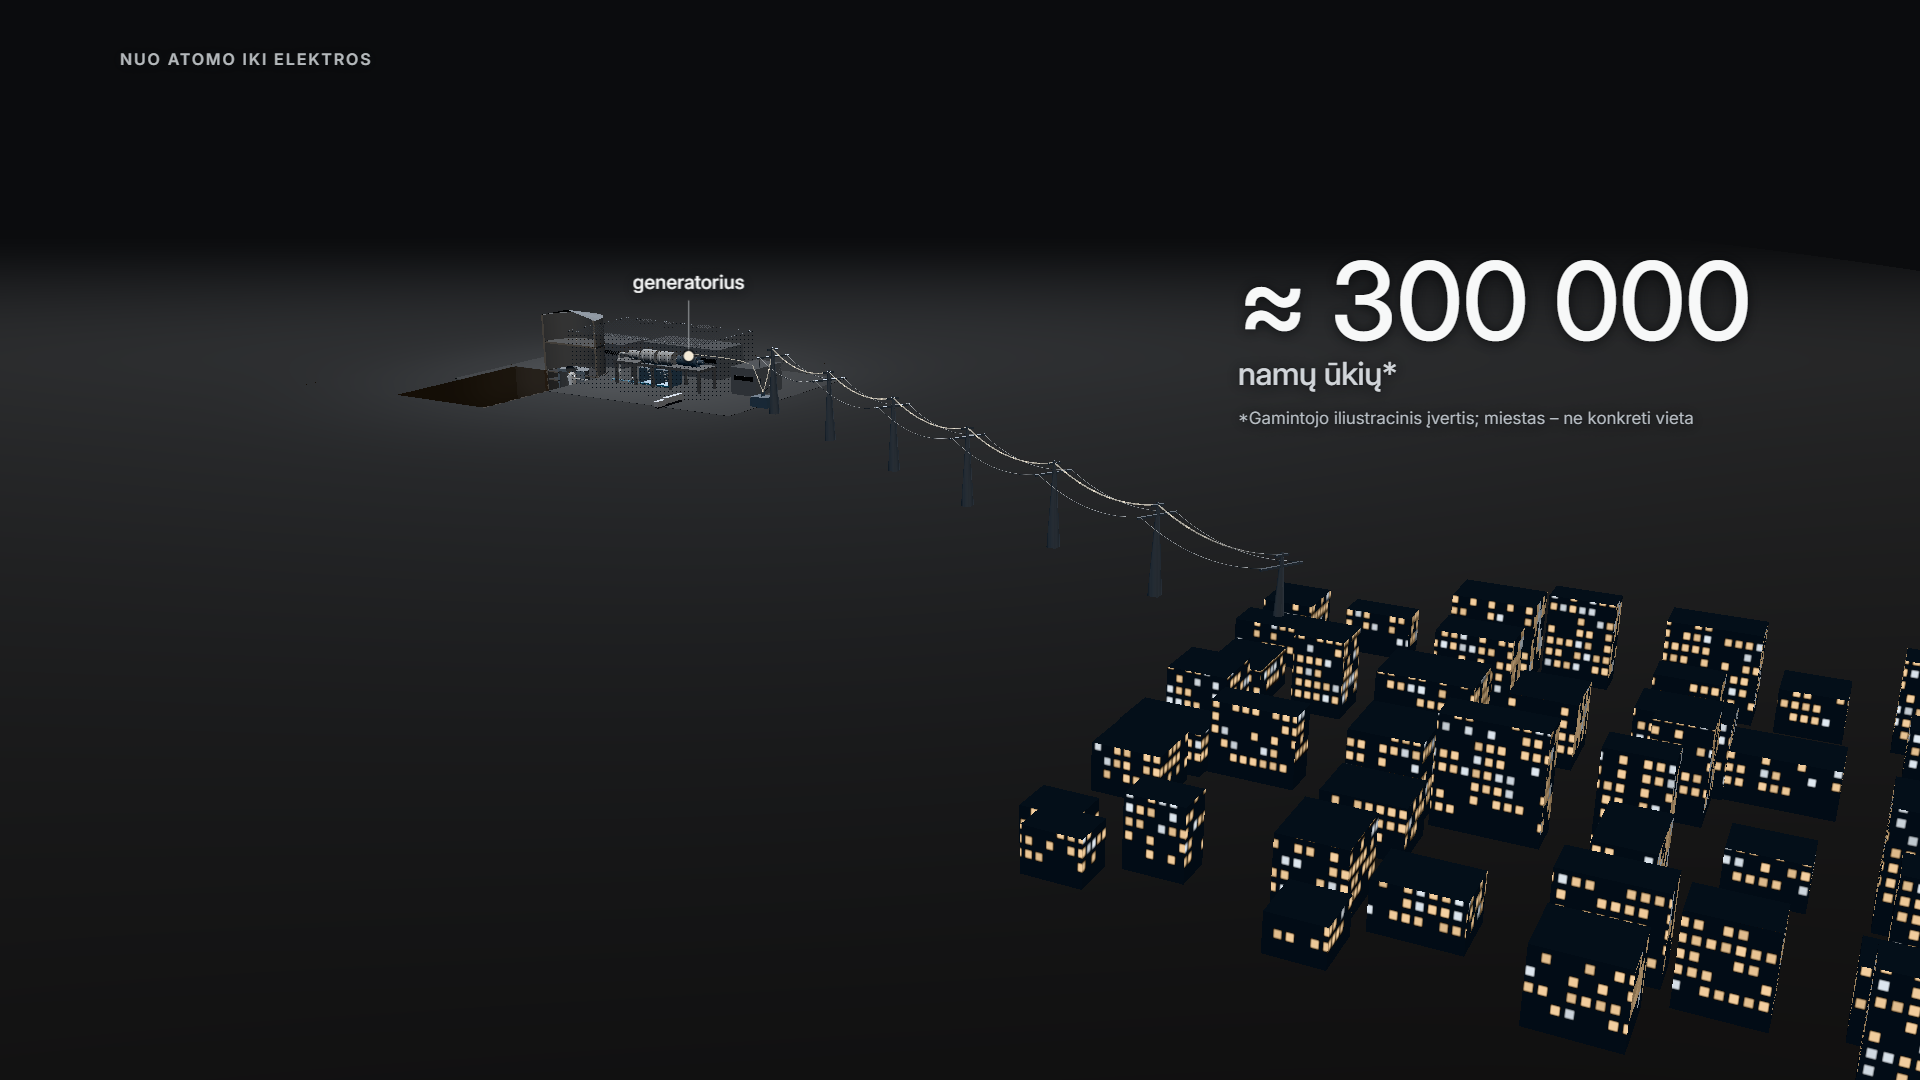 NUO ATOMO IKI ELEKTROS
generatorius
≈ 300 000
namų ūkių*
*Gamintojo iliustracinis įvertis; miestas – ne konkreti vieta